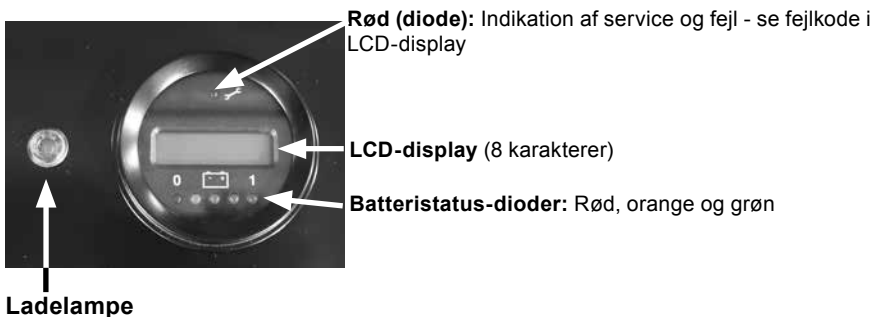 Rød (diode): Indikation af service og fejl - se fejlkode i
LCD-display
LCD-display (8 karakterer)
0 1
Batteristatus-dioder: Rød, orange og grøn
Ladelampe